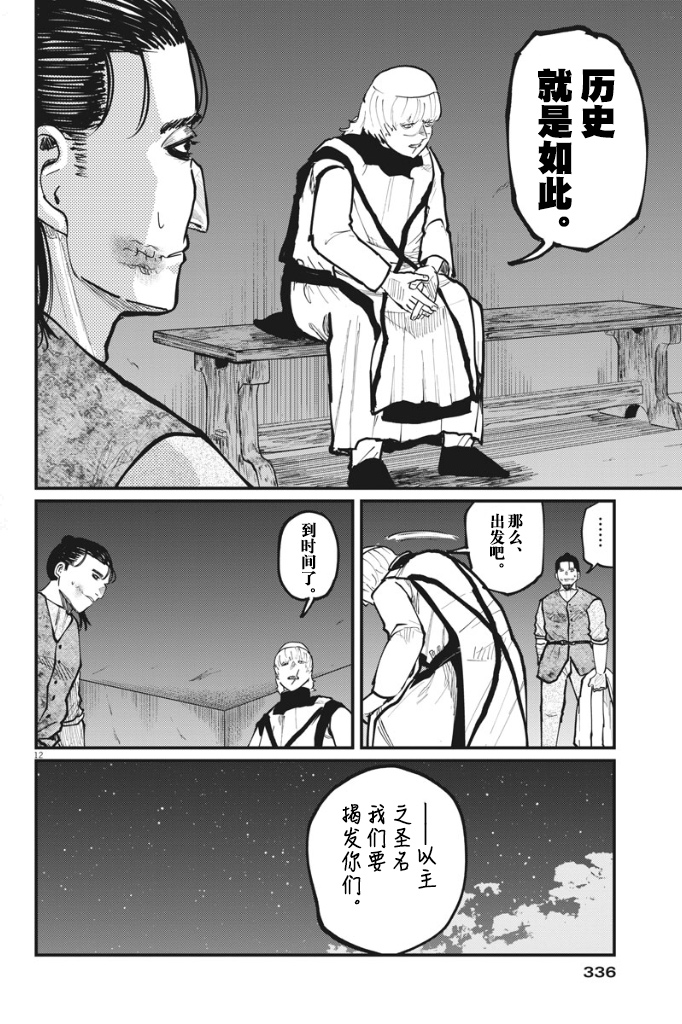 历史
就是如此。
……
那么、
出发吧。
到时间了。
12
——以主
之圣名
我们要
揭发你们。
336